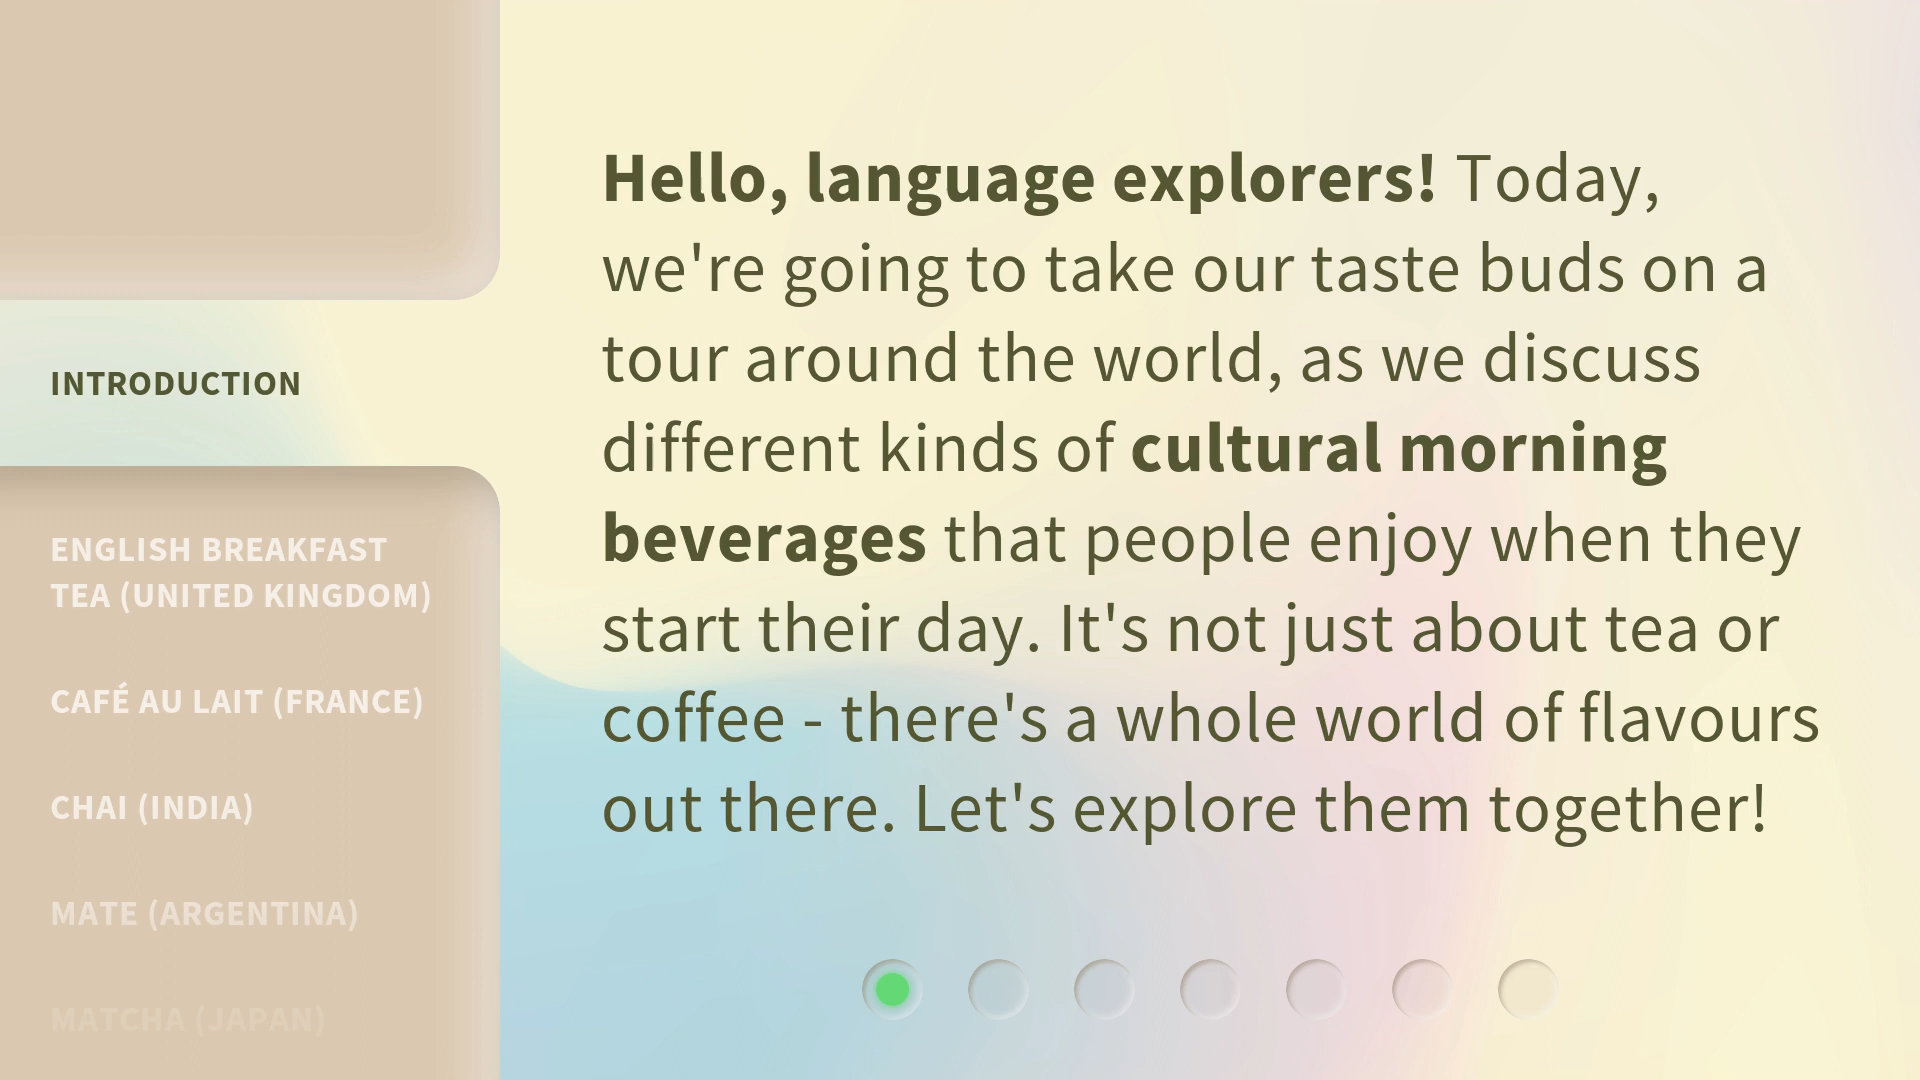 INTRODUCTION
ENGLISH BREAKFAST
TEA (UNITED KINGDOM)
CAFÉ AU LAIT (FRANCE)
CHAI (INDIA)
MATE (ARGENTINA)
MATCHA (JAPAN)
Hello, language explorers! Today,
we're going to take our taste buds on a
tour around the world, as we discuss
different kinds of cultural morning
beverages that people enjoy when they
start their day. It's not just about tea or
coffee - there's a whole world of flavours
out there. Let's explore them together!